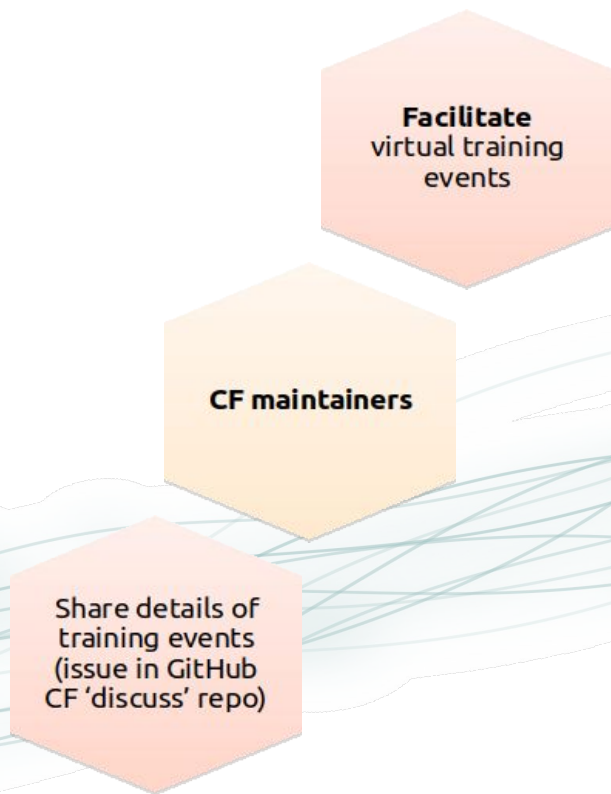 Facilitate
virtual training
events
CF maintainers
Share details of
training events
(issue in GitHub
CF ‘discuss’ repo)